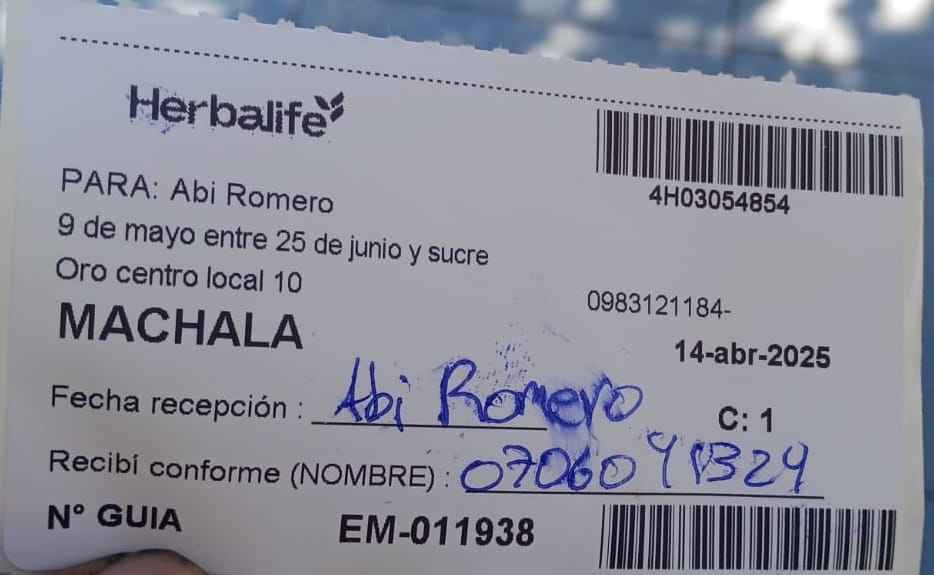 Herbalife
4H03054854
PARA: Abi Romero
9 de mayo entre 25 de junio y sucre
Oro centro local 10
0983121184-
MACHALA
14-abr-2025
Fecha recepción : Abi Romero
C: 1
Recibí conforme (NOMBRE) :
N° GUIA EM-011938